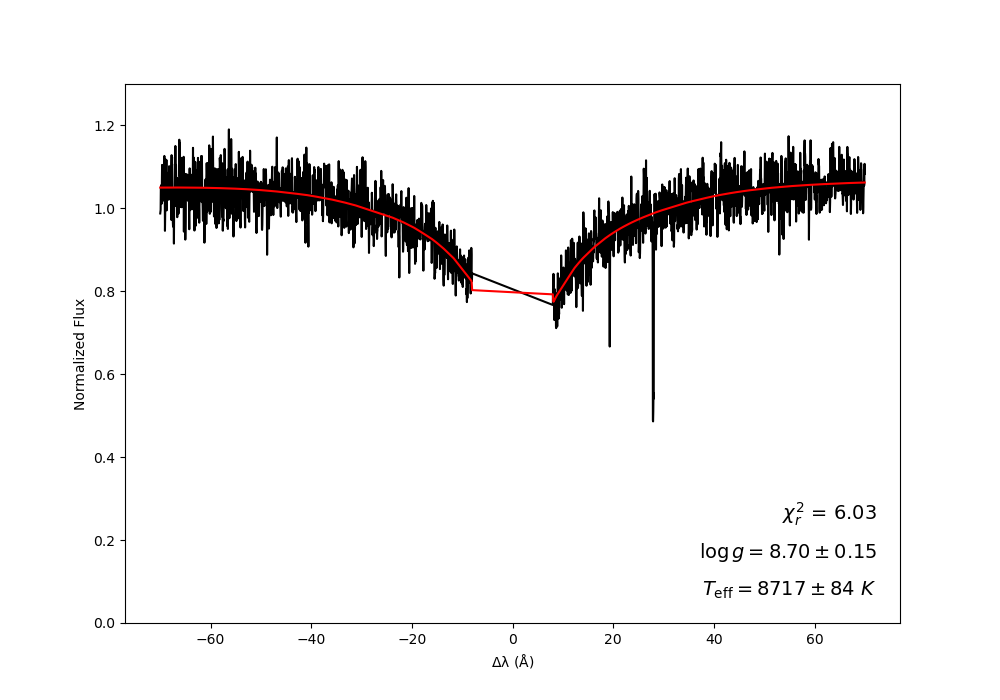 1.2
1.0
0.8
0.6
0.4
0.2
0.0
Normalized Flux
χ²ᵣ = 6.03
log g = 8.70 ± 0.15
T_eff = 8717 ± 84 K
−60 −40 −20 0 20 40 60
Δλ (Å)